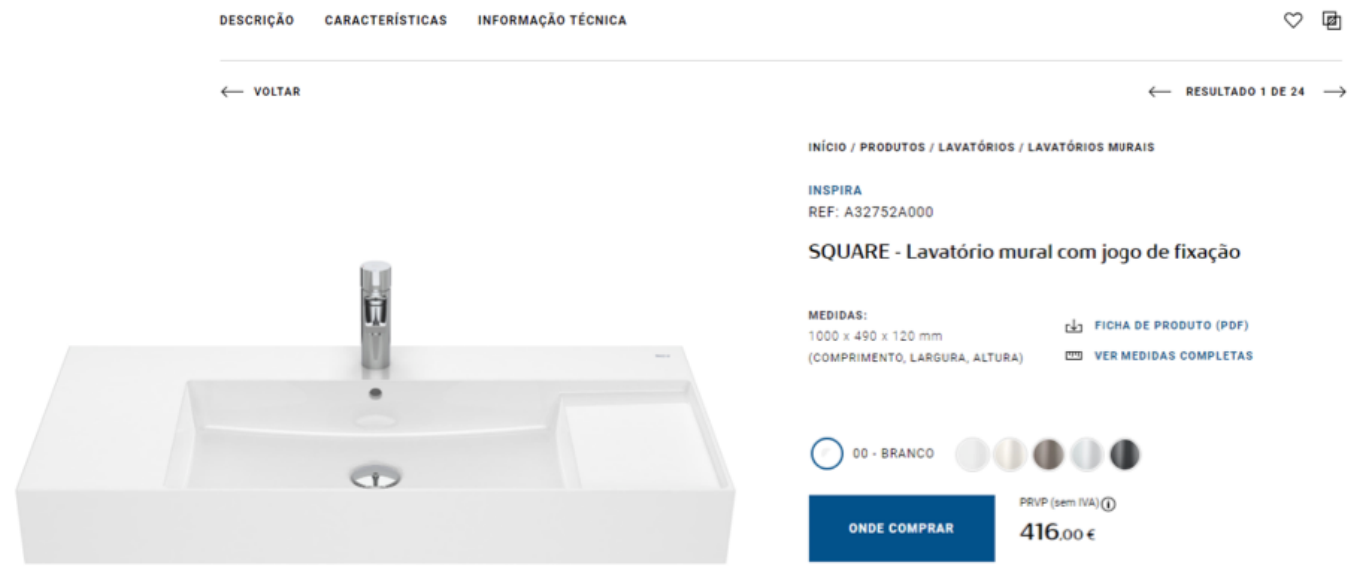 DESCRIÇÃO CARACTERÍSTICAS INFORMAÇÃO TÉCNICA
VOLTAR
RESULTADO 1 DE 24
INÍCIO / PRODUTOS / LAVATÓRIOS / LAVATÓRIOS MURAIS
INSPIRA
REF: A32752A000
SQUARE - Lavatório mural com jogo de fixação
MEDIDAS:
1000 x 490 x 120 mm
(COMPRIMENTO, LARGURA, ALTURA)
FICHA DE PRODUTO (PDF)
VER MEDIDAS COMPLETAS
00 - BRANCO
ONDE COMPRAR
PRVP (sem IVA)
416,00 €